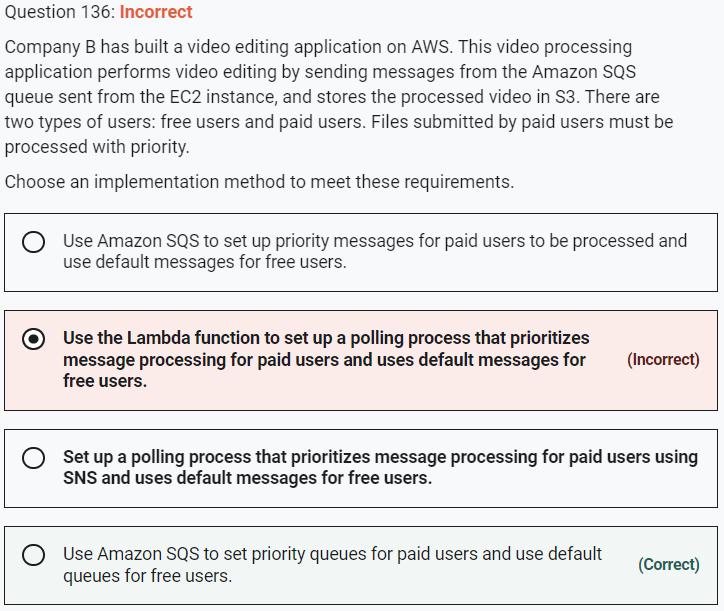 Question 136: Incorrect
Company B has built a video editing application on AWS. This video processing
application performs video editing by sending messages from the Amazon SQS
queue sent from the EC2 instance, and stores the processed video in S3. There are
two types of users: free users and paid users. Files submitted by paid users must be
processed with priority.
Choose an implementation method to meet these requirements.
Use Amazon SQS to set up priority messages for paid users to be processed and
use default messages for free users.
Use the Lambda function to set up a polling process that prioritizes
message processing for paid users and uses default messages for
free users.
(Incorrect)
Set up a polling process that prioritizes message processing for paid users using
SNS and uses default messages for free users.
Use Amazon SQS to set priority queues for paid users and use default
queues for free users.
(Correct)